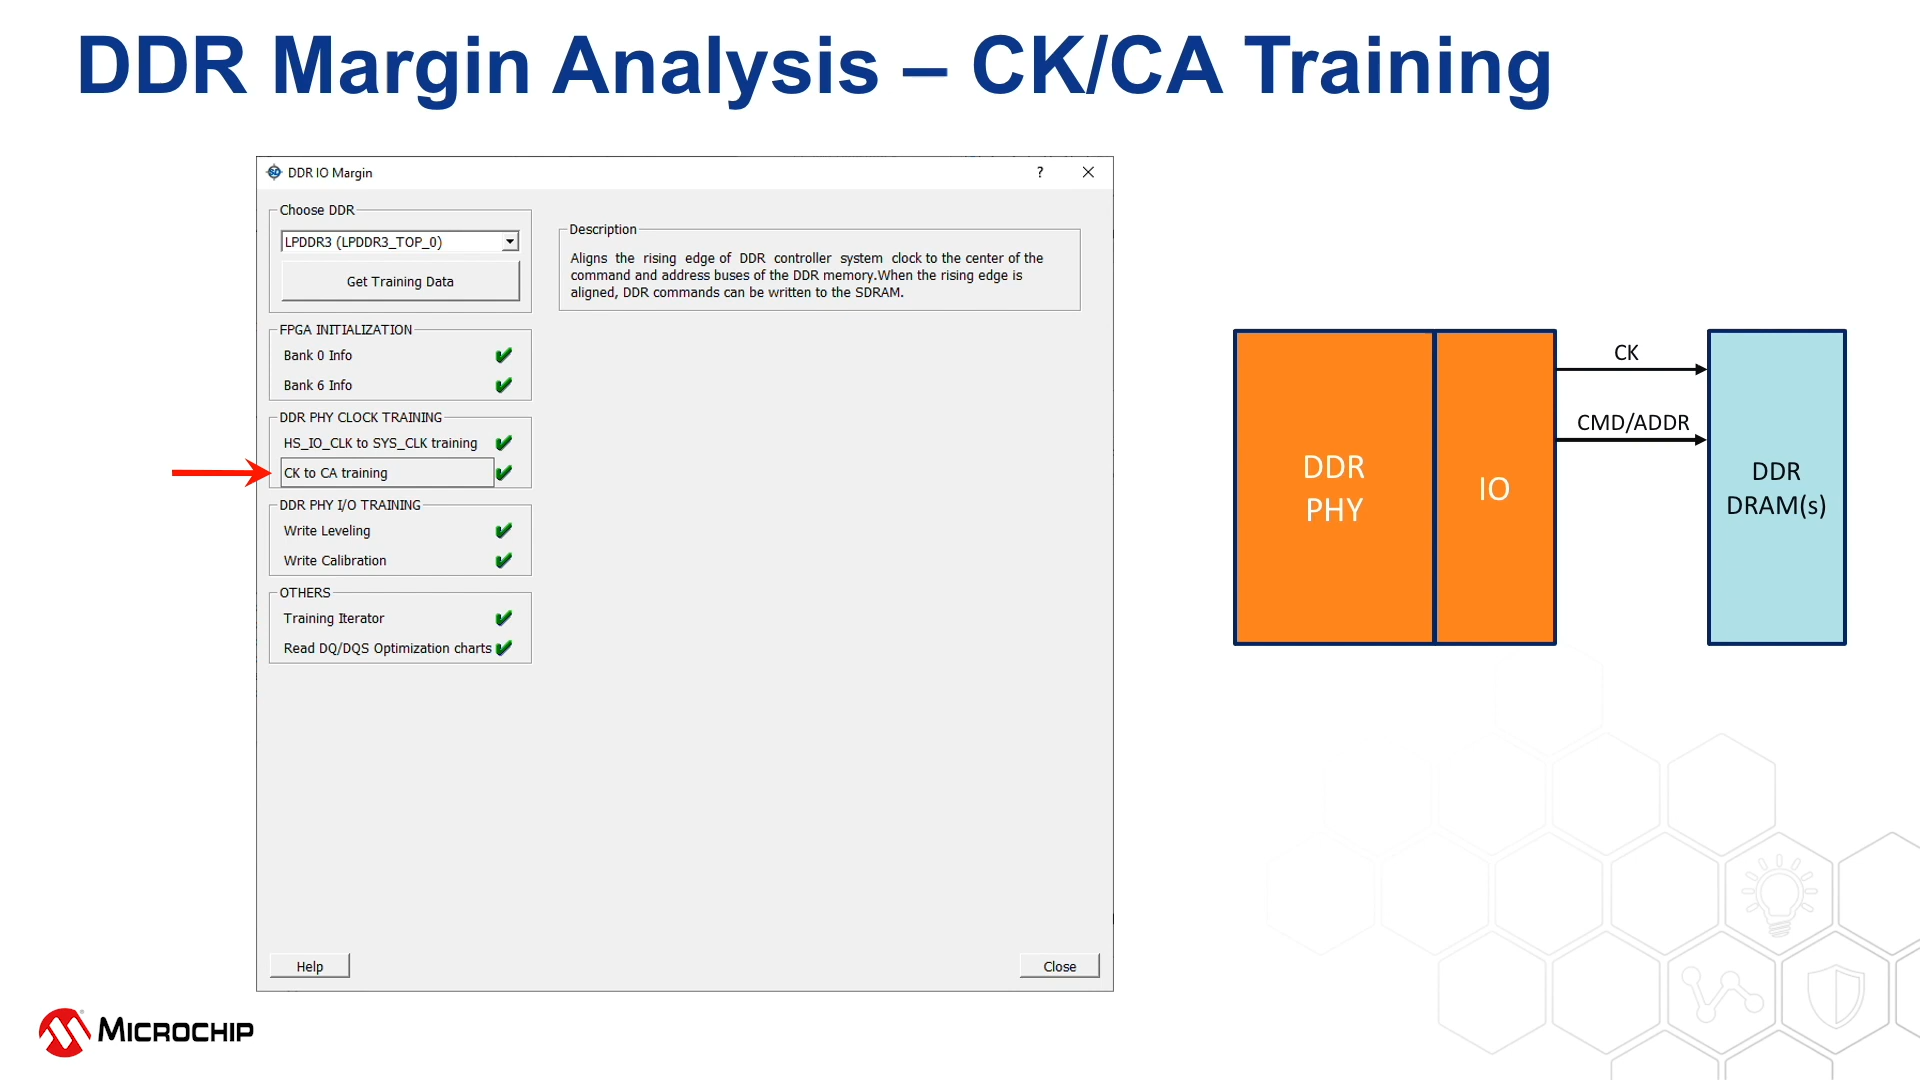 DDR Margin Analysis – CK/CA Training
DDR IO Margin
?
Choose DDR
LPDDR3 (LPDDR3_TOP_0)
Get Training Data
FPGA INITIALIZATION
Bank 0 Info
Bank 6 Info
DDR PHY CLOCK TRAINING
HS_IO_CLK to SYS_CLK training
CK to CA training
DDR PHY I/O TRAINING
Write Leveling
Write Calibration
OTHERS
Training Iterator
Read DQ/DQS Optimization charts
Description
Aligns the rising edge of DDR controller system clock to the center of the
command and address buses of the DDR memory.When the rising edge is
aligned, DDR commands can be written to the SDRAM.
Help
Close
DDR
PHY
IO
CK
CMD/ADDR
DDR
DRAM(s)
MICROCHIP